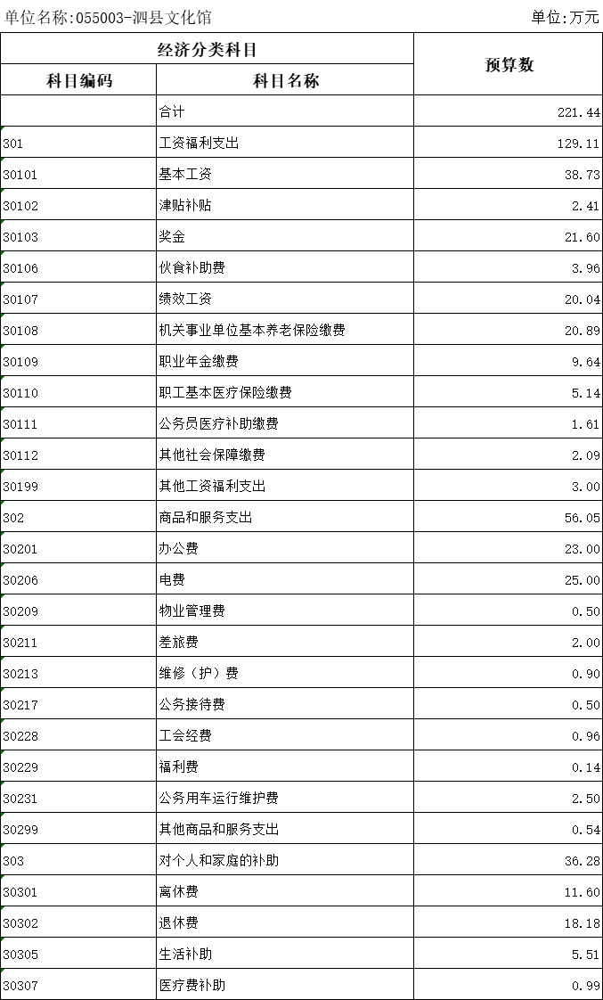 单位名称:055003-泗县文化馆 单位:万元
经济分类科目 预算数
科目编码 科目名称
合计 221.44
301 工资福利支出 129.11
30101 基本工资 38.73
30102 津贴补贴 2.41
30103 奖金 21.60
30106 伙食补助费 3.96
30107 绩效工资 20.04
30108 机关事业单位基本养老保险缴费 20.89
30109 职业年金缴费 9.64
30110 职工基本医疗保险缴费 5.14
30111 公务员医疗补助缴费 1.61
30112 其他社会保障缴费 2.09
30199 其他工资福利支出 3.00
302 商品和服务支出 56.05
30201 办公费 23.00
30206 电费 25.00
30209 物业管理费 0.50
30211 差旅费 2.00
30213 维修（护）费 0.90
30217 公务接待费 0.50
30228 工会经费 0.96
30229 福利费 0.14
30231 公务用车运行维护费 2.50
30299 其他商品和服务支出 0.54
303 对个人和家庭的补助 36.28
30301 离休费 11.60
30302 退休费 18.18
30305 生活补助 5.51
30307 医疗费补助 0.99